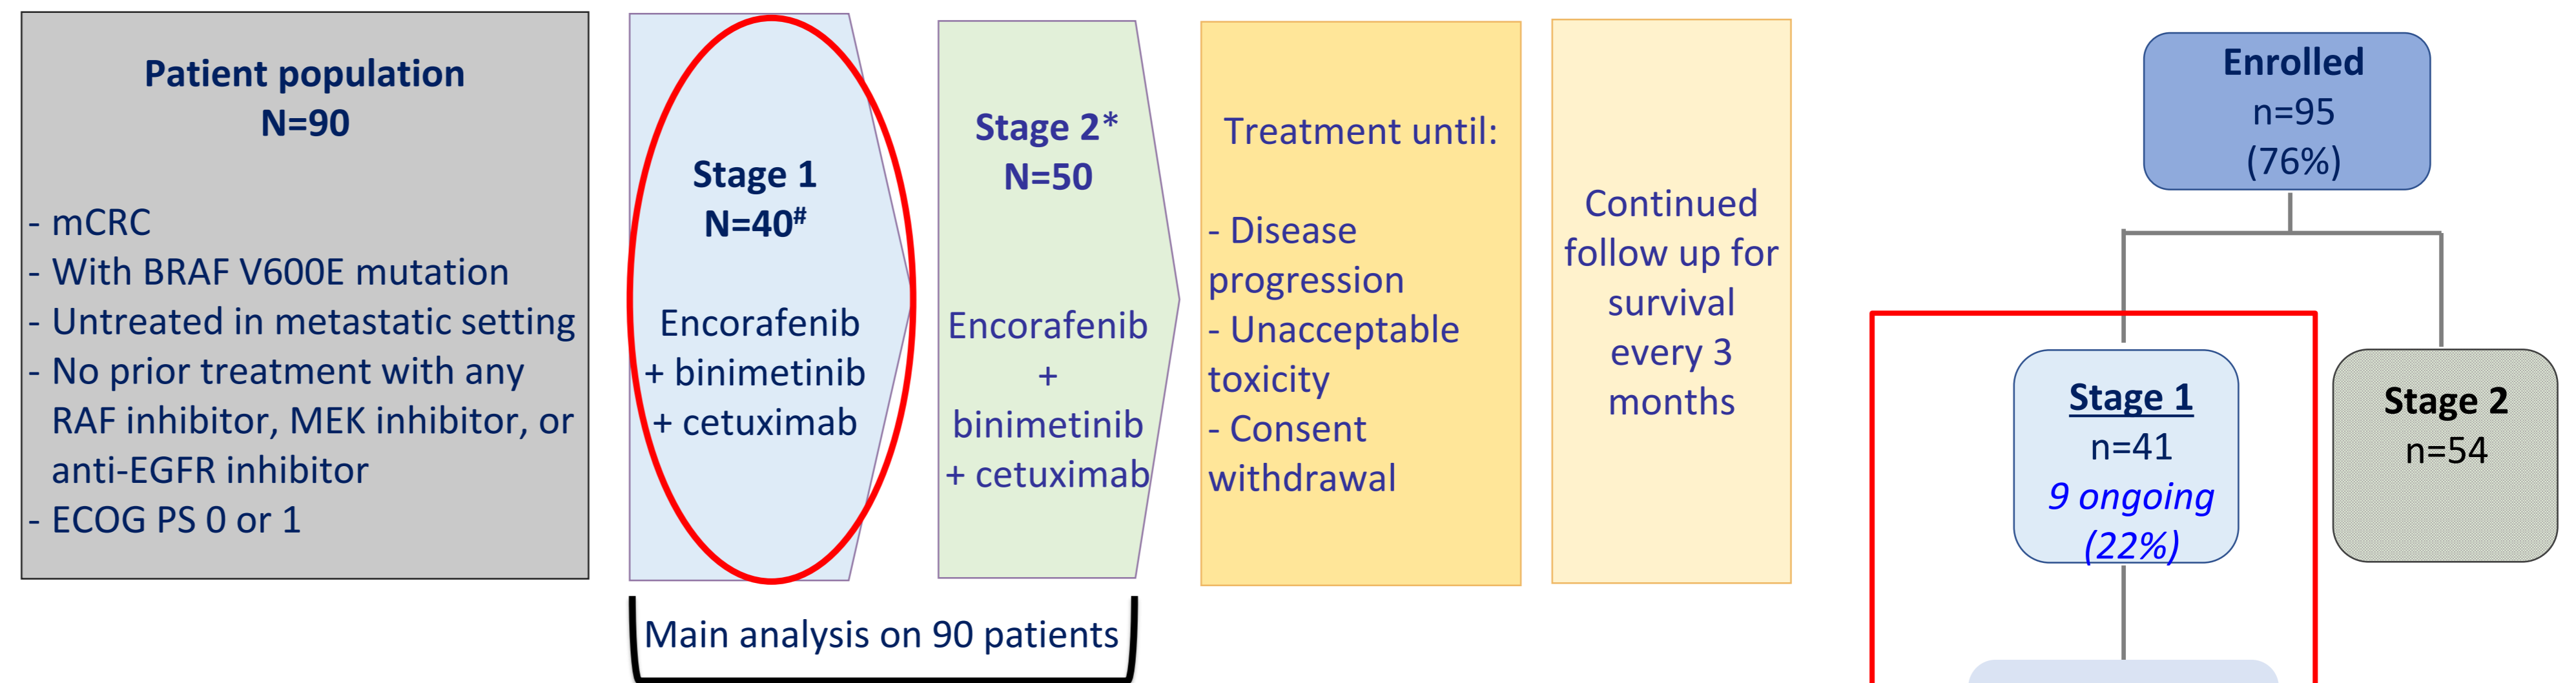 Patient population
N=90
- mCRC
- With BRAF V600E mutation
- Untreated in metastatic setting
- No prior treatment with any
RAF inhibitor, MEK inhibitor, or
anti-EGFR inhibitor
- ECOG PS 0 or 1
Stage 1
N=40#
Encorafenib
+ binimetinib
+ cetuximab
Stage 2*
N=50
Encorafenib
+
binimetinib
+ cetuximab
Main analysis on 90 patients
Treatment until:
- Disease
progression
- Unacceptable
toxicity
- Consent
withdrawal
Continued
follow up for
survival
every 3
months
Enrolled
n=95
(76%)
Stage 1
n=41
9 ongoing
(22%)
Stage 2
n=54